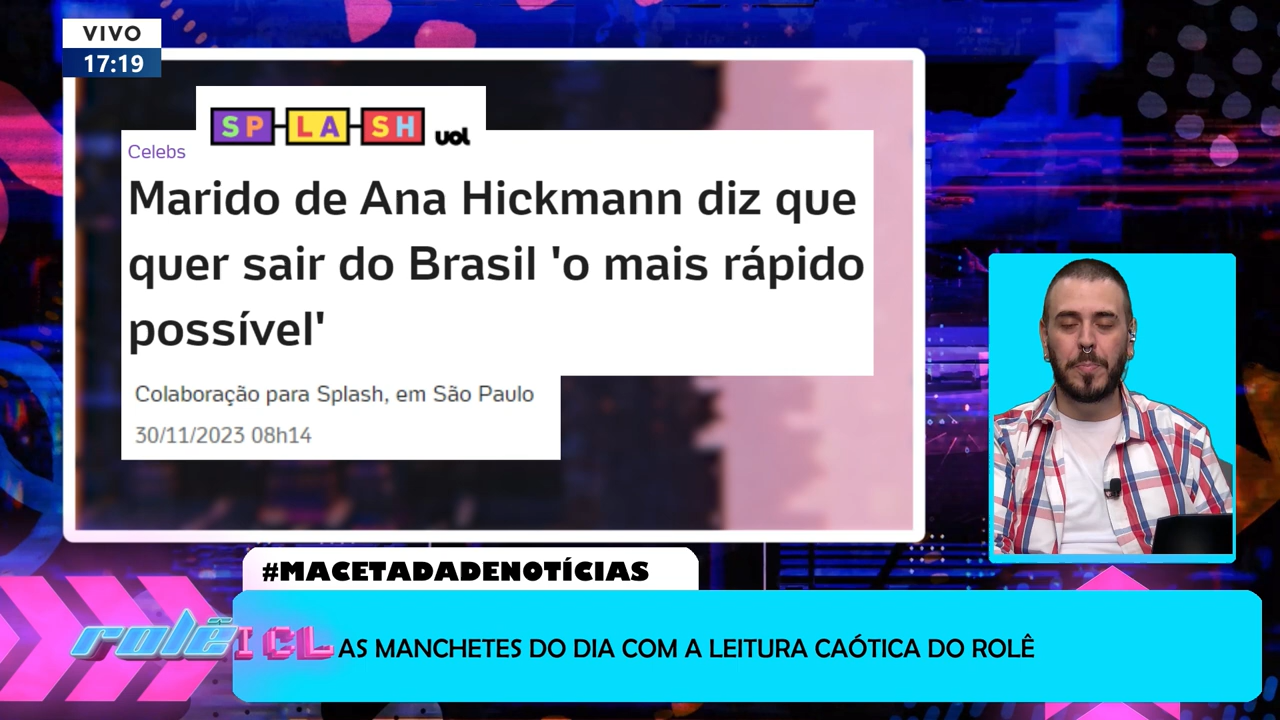 VIVO
17:19
SPLASH uol
Celebs
Marido de Ana Hickmann diz que
quer sair do Brasil 'o mais rápido
possível'
Colaboração para Splash, em São Paulo
30/11/2023 08h14
#MACETADADENOTÍCIAS
rolê ICL
AS MANCHETES DO DIA COM A LEITURA CAÓTICA DO ROLÊ